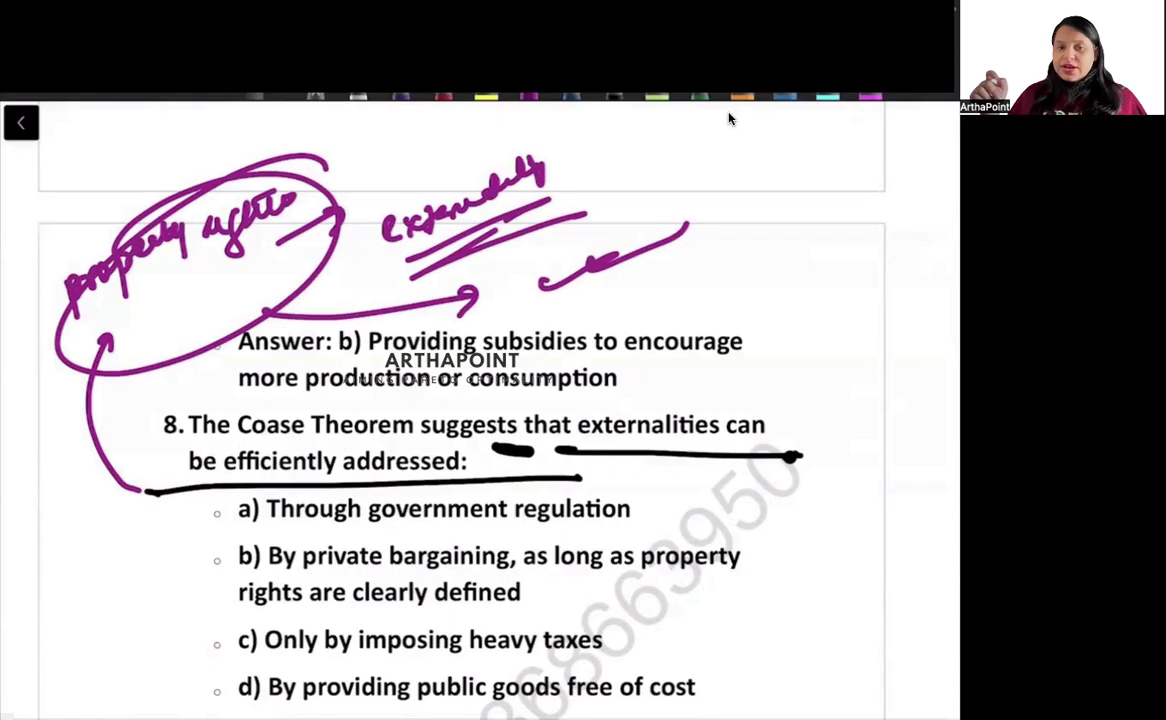 ArthaPoint
property rights
externality
Answer: b) Providing subsidies to encourage
ARTHAPOINT
more production or consumption
8. The Coase Theorem suggests that externalities can
be efficiently addressed:
a) Through government regulation
b) By private bargaining, as long as property
rights are clearly defined
c) Only by imposing heavy taxes
d) By providing public goods free of cost
868663950